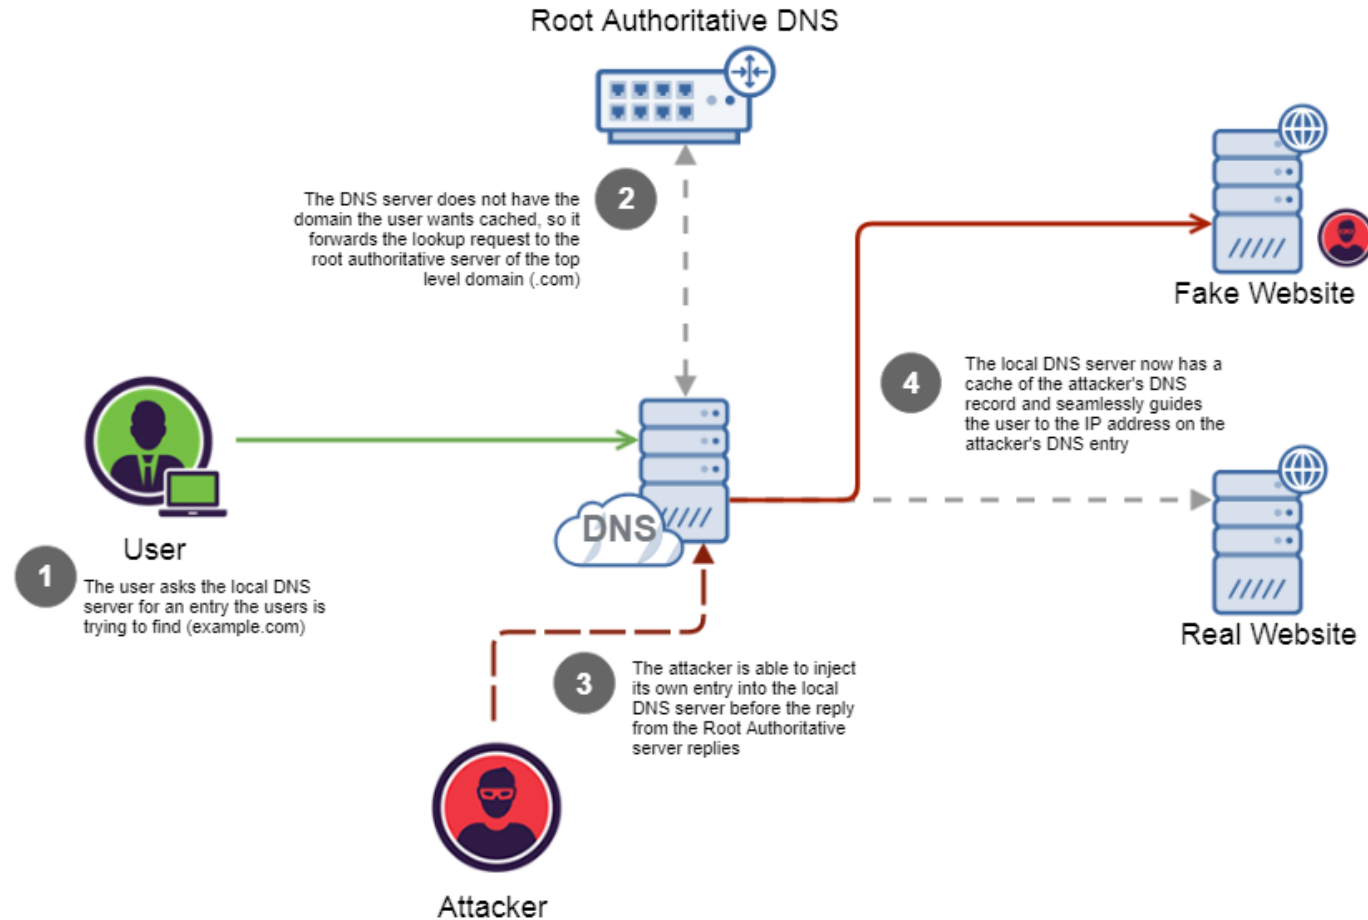 Root Authoritative DNS
2
The DNS server does not have the
domain the user wants cached, so it
forwards the lookup request to the
root authoritative server of the top
level domain (.com)
Fake Website
4
The local DNS server now has a
cache of the attacker's DNS
record and seamlessly guides
the user to the IP address on the
attacker's DNS entry
DNS
User
1
The user asks the local DNS
server for an entry the users is
trying to find (example.com)
Real Website
3
The attacker is able to inject
its own entry into the local
DNS server before the reply
from the Root Authoritative
server replies
Attacker